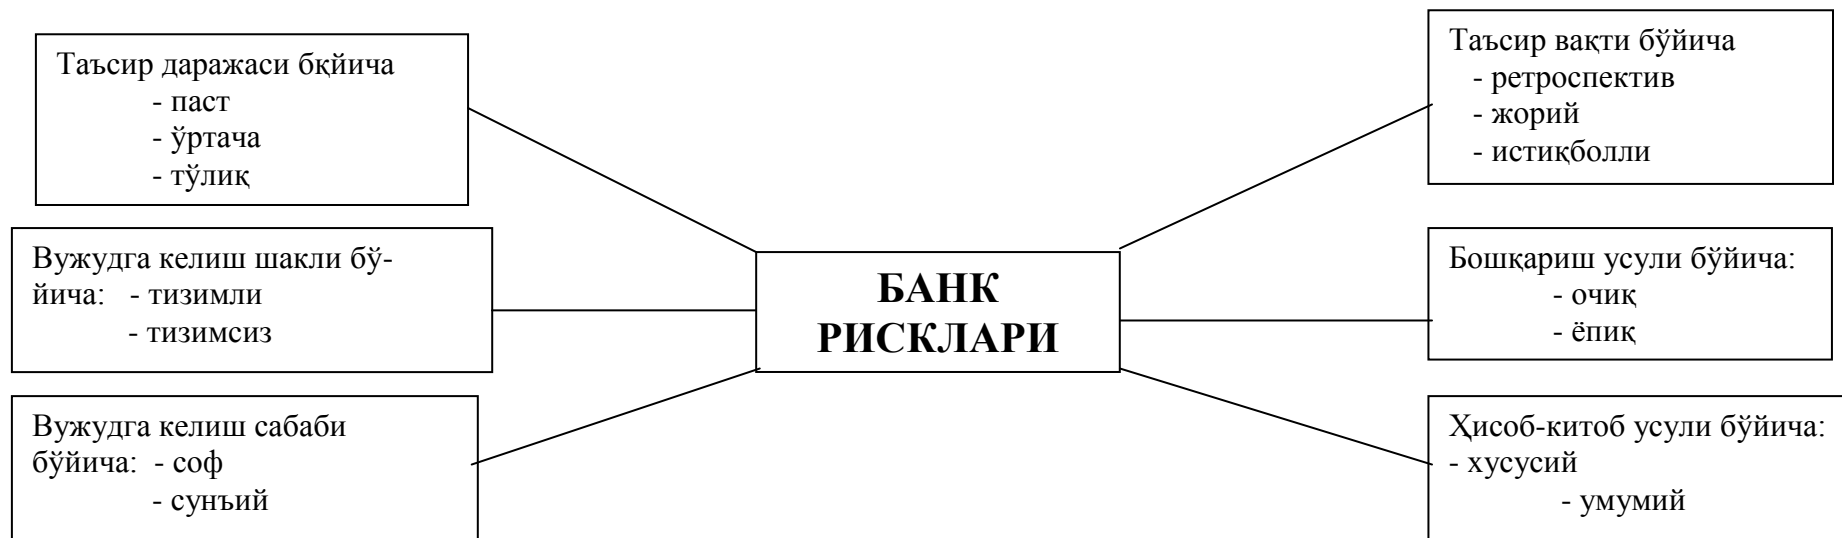 Таъсир даражаси бқйича
- паст
- ўртача
- тўлиқ
Вужудга келиш шакли бў-
йича: - тизимли
- тизимсиз
Вужудга келиш сабаби
бўйича: - соф
- сунъий
БАНК
РИСКЛАРИ
Таъсир вақти бўйича
- ретроспектив
- жорий
- истиқболли
Бошқариш усули бўйича:
- очиқ
- ёпиқ
Ҳисоб-китоб усули бўйича:
- хусусий
- умумий